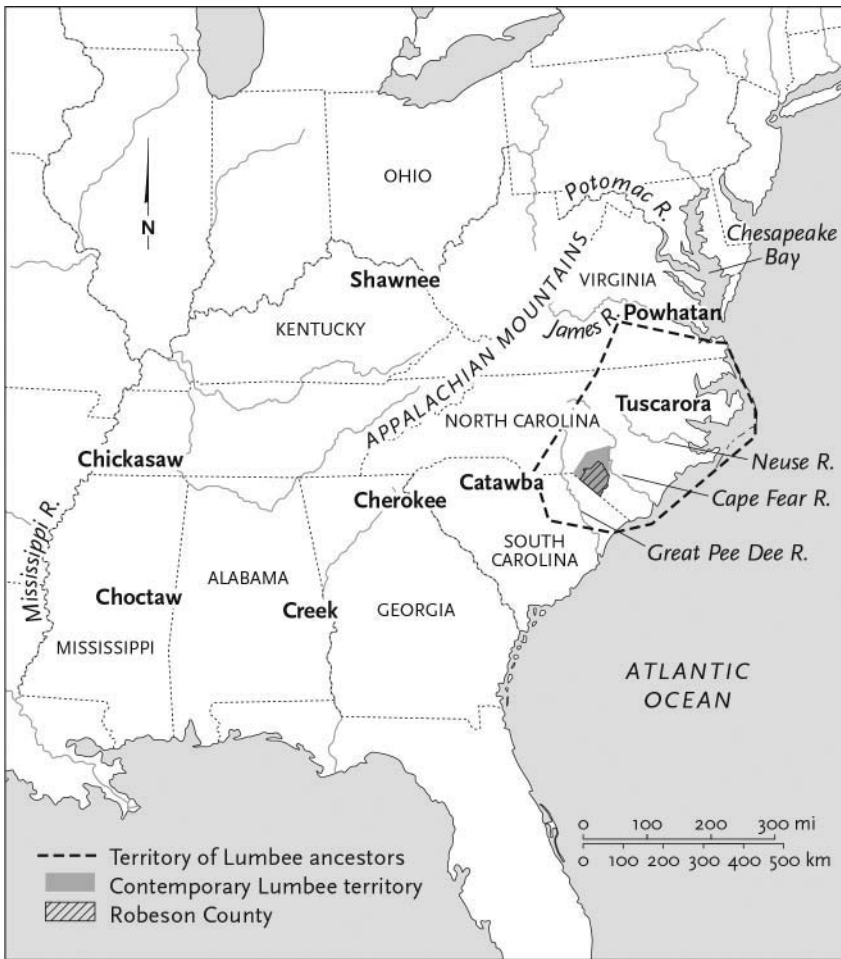 OHIO
Potomac R.
Chesapeake
Bay
N
Shawnee
VIRGINIA
KENTUCKY
James R.
Powhatan
APPALACHIAN MOUNTAINS
Tuscarora
NORTH CAROLINA
Chickasaw
Neuse R.
Cherokee
Catawba
Cape Fear R.
Mississippi R.
SOUTH
CAROLINA
Great Pee Dee R.
ALABAMA
Choctaw
Creek
GEORGIA
MISSISSIPPI
ATLANTIC
OCEAN
0 100 200 300 mi
0 100 200 300 400 500 km
Territory of Lumbee ancestors
Contemporary Lumbee territory
Robeson County